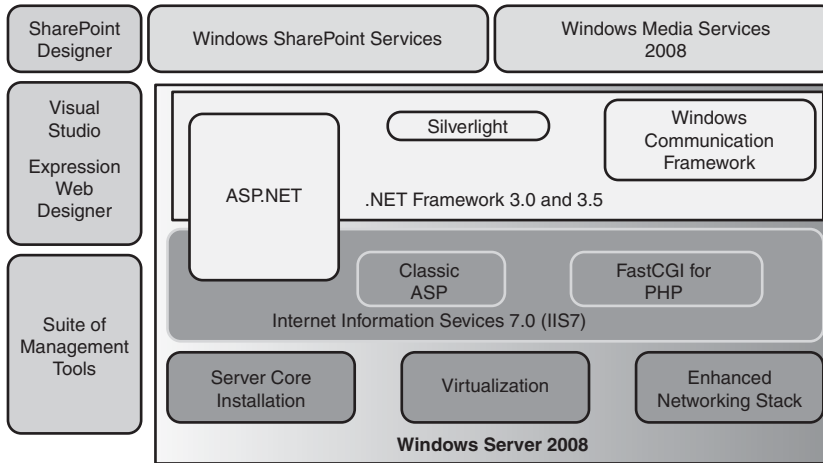 SharePoint
Designer
Windows SharePoint Services
Windows Media Services
2008
Visual
Studio
Expression
Web
Designer
ASP.NET
Silverlight
Windows
Communication
Framework
.NET Framework 3.0 and 3.5
Classic
ASP
FastCGI for
PHP
Internet Information Sevices 7.0 (IIS7)
Suite of
Management
Tools
Server Core
Installation
Virtualization
Enhanced
Networking Stack
Windows Server 2008